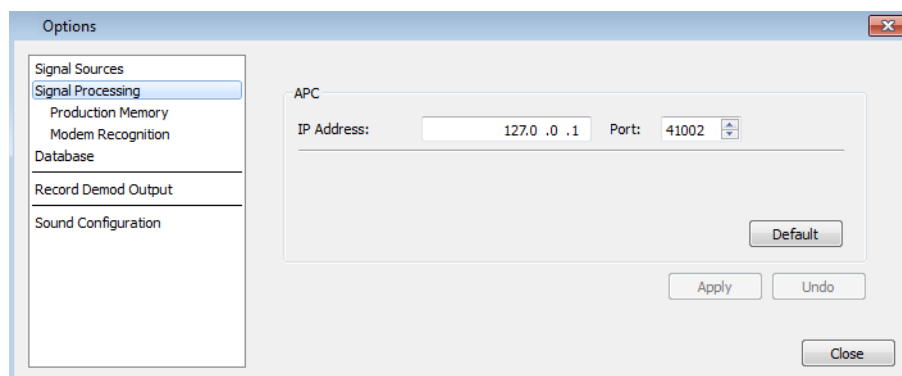 Options
Signal Sources
Signal Processing
Production Memory
Modem Recognition
Database
Record Demod Output
Sound Configuration
APC
IP Address: 127.0 .0 .1 Port: 41002
Default
Apply Undo
Close